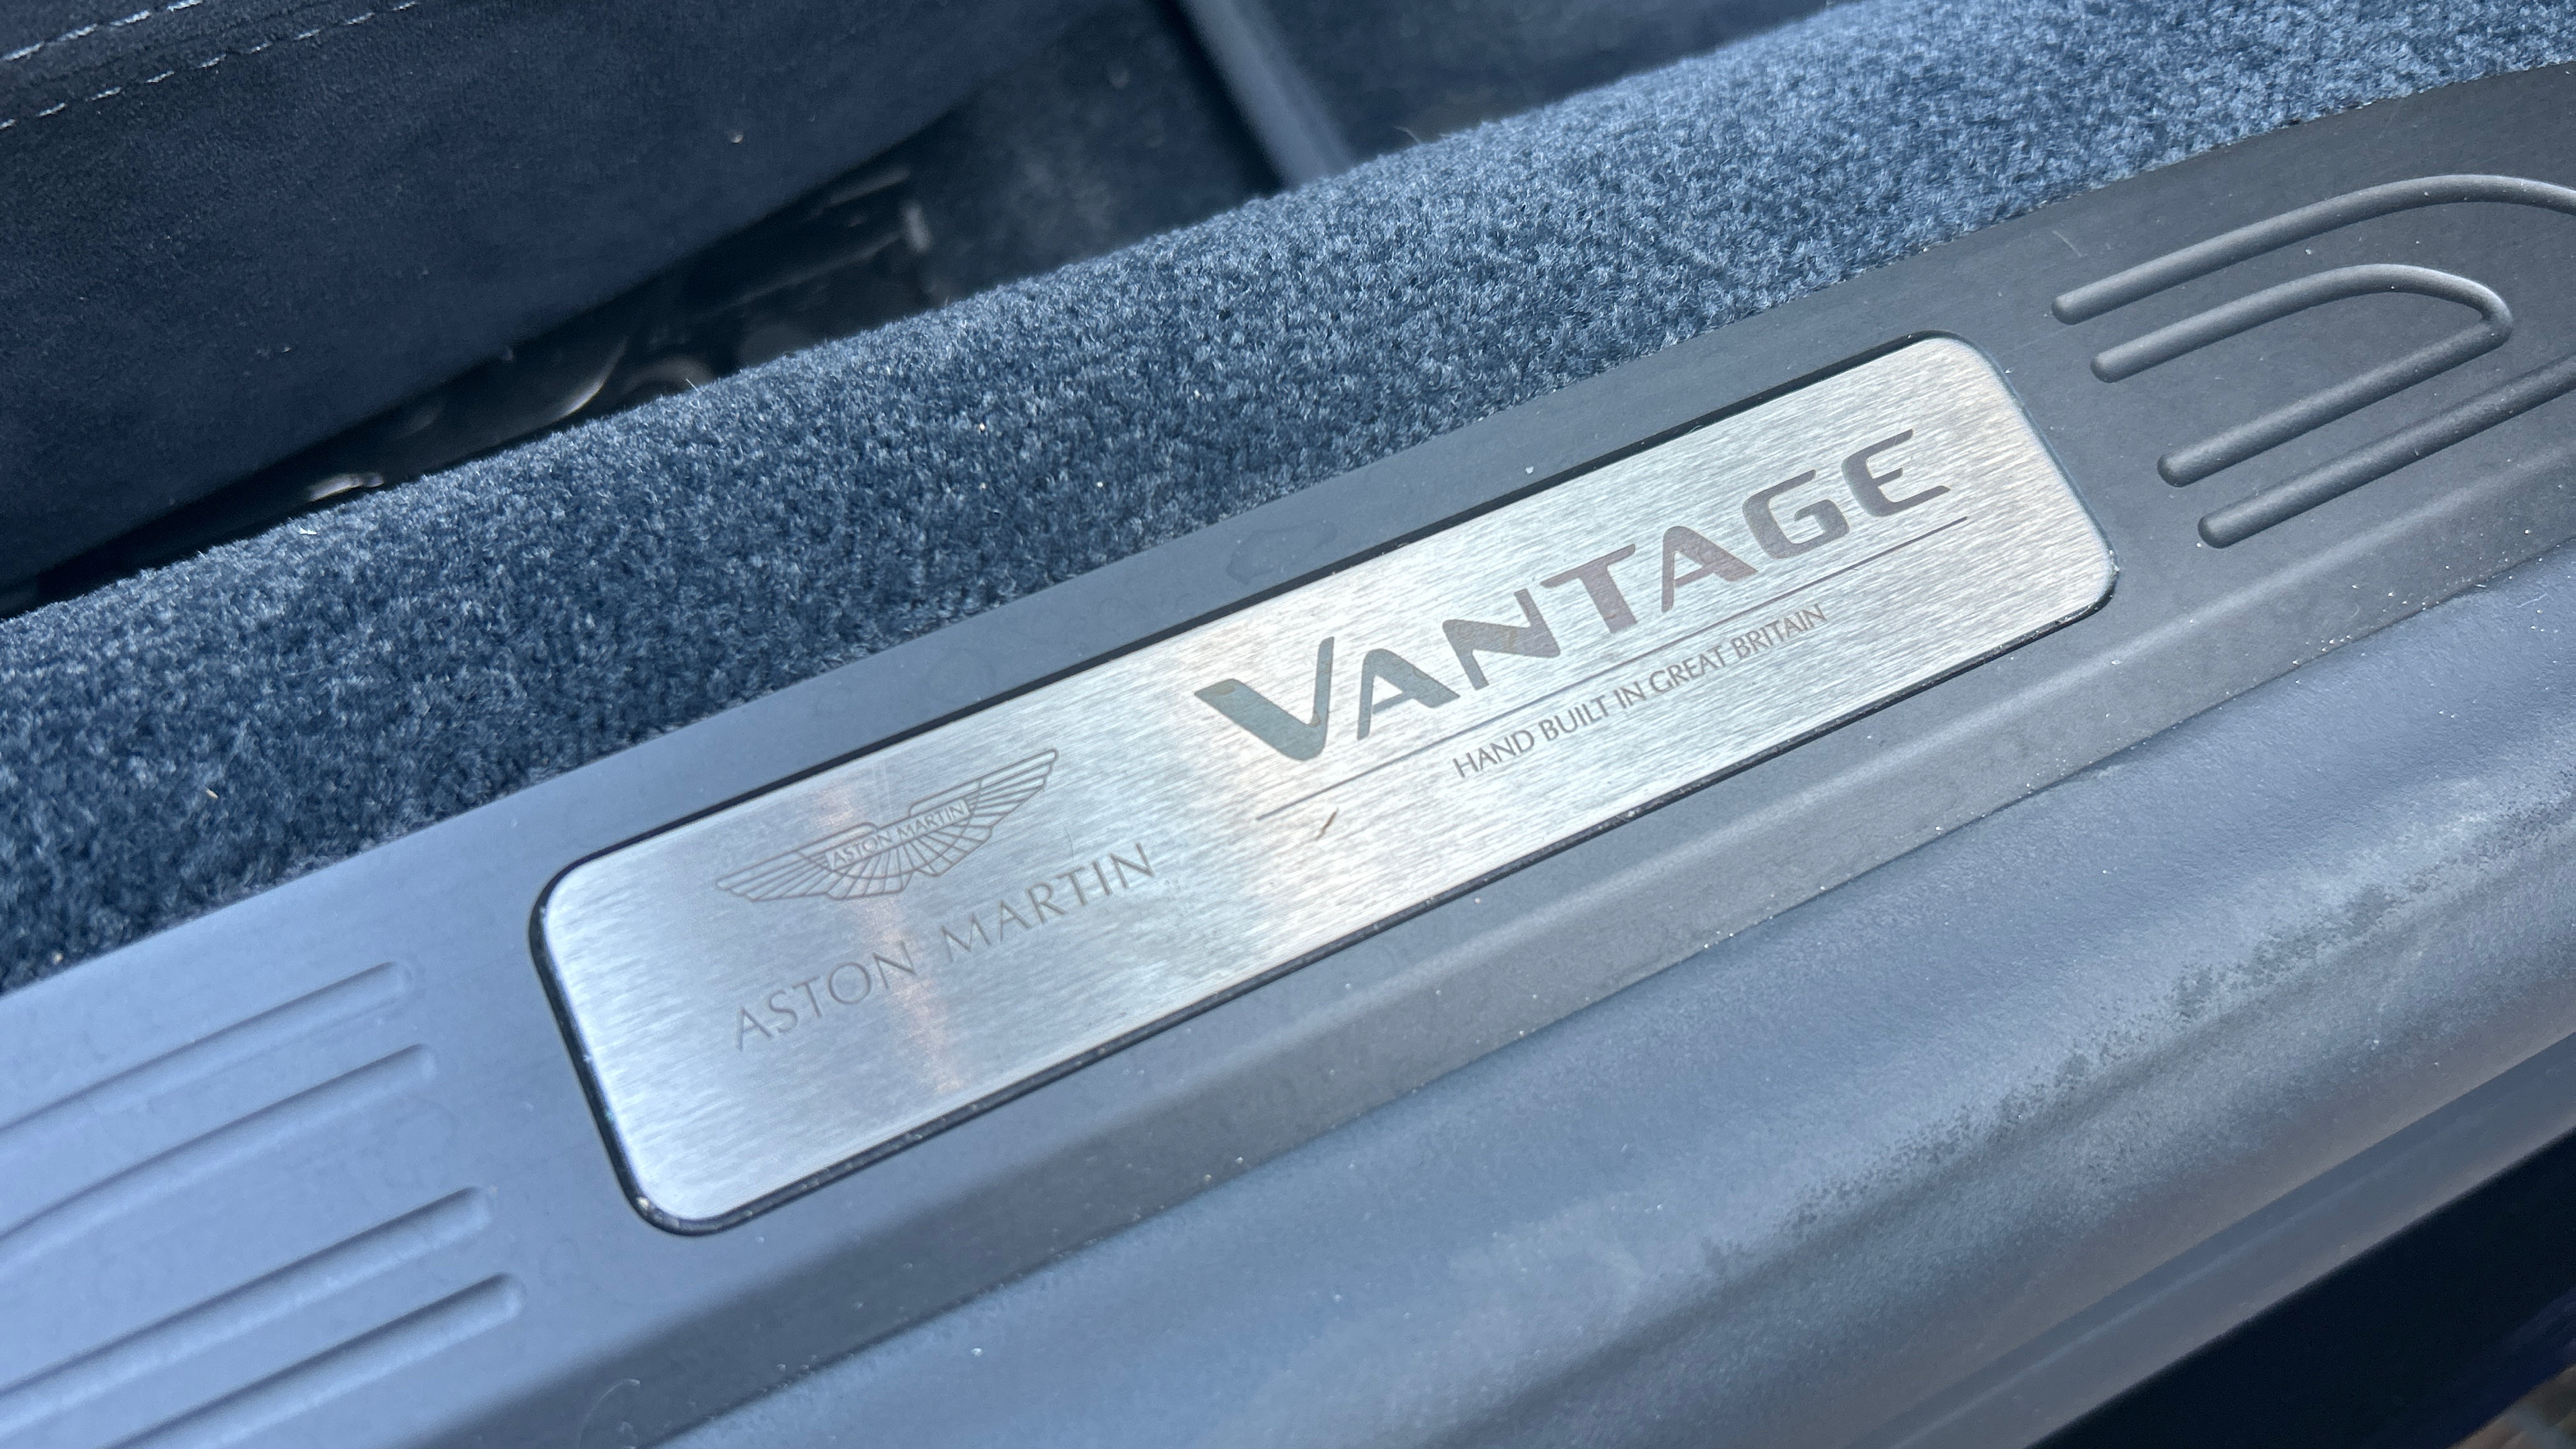 ASTON MARTIN
ASTON MARTIN
VANTAGE
HAND BUILT IN GREAT BRITAIN